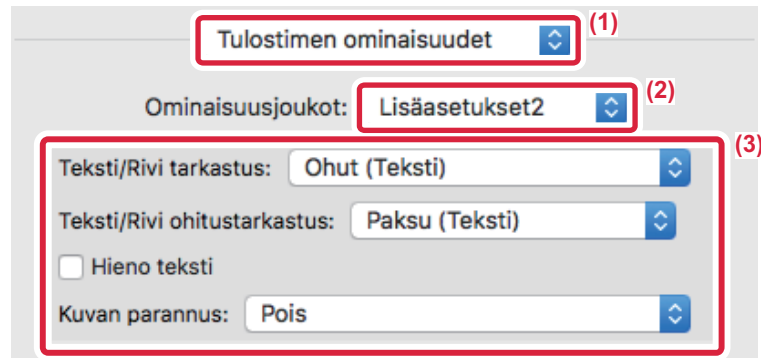 Tulostimen ominaisuudet (1)
Ominaisuusjoukot: Lisäasetukset2 (2)
(3)
Teksti/Rivi tarkastus: Ohut (Teksti)
Teksti/Rivi ohitustarkastus: Paksu (Teksti)
Hieno teksti
Kuvan parannus: Pois